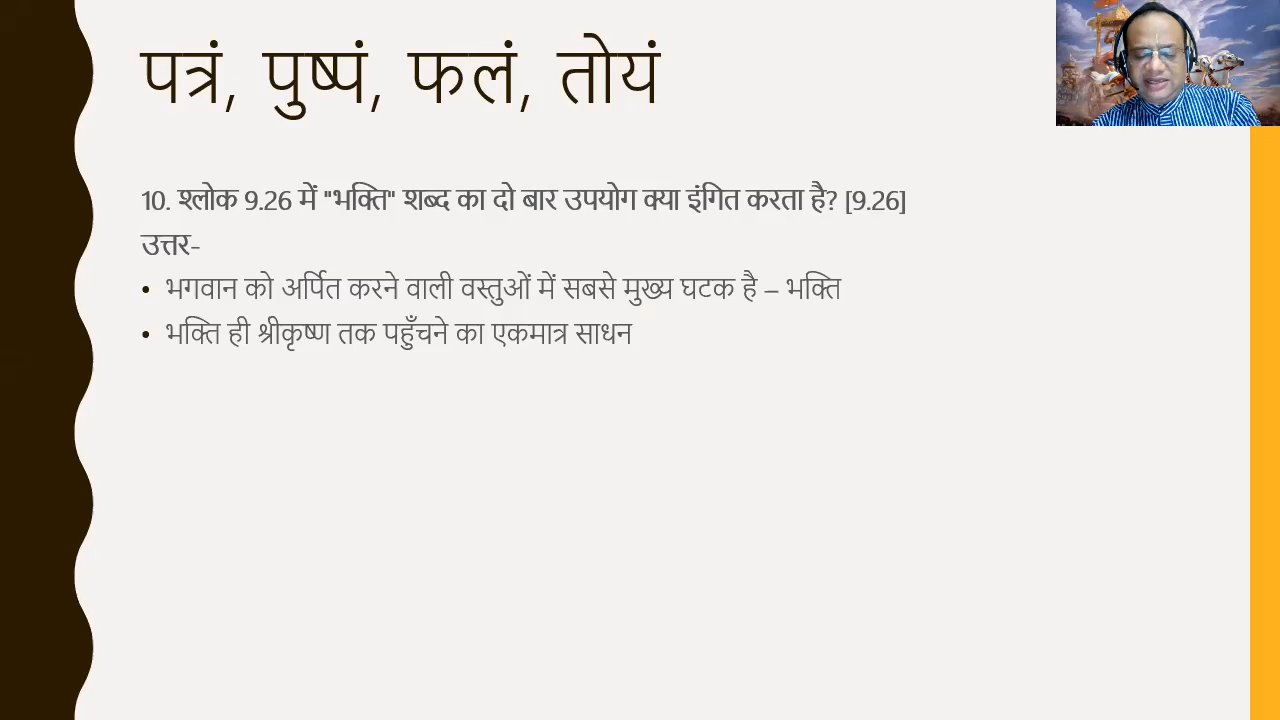 पत्रं, पुष्पं, फलं, तोयं
10. श्लोक 9.26 में "भक्ति" शब्द का दो बार उपयोग क्या इंगित करता है? [9.26]
उत्तर-
• भगवान को अर्पित करने वाली वस्तुओं में सबसे मुख्य घटक है – भक्ति
• भक्ति ही श्रीकृष्ण तक पहुँचने का एकमात्र साधन